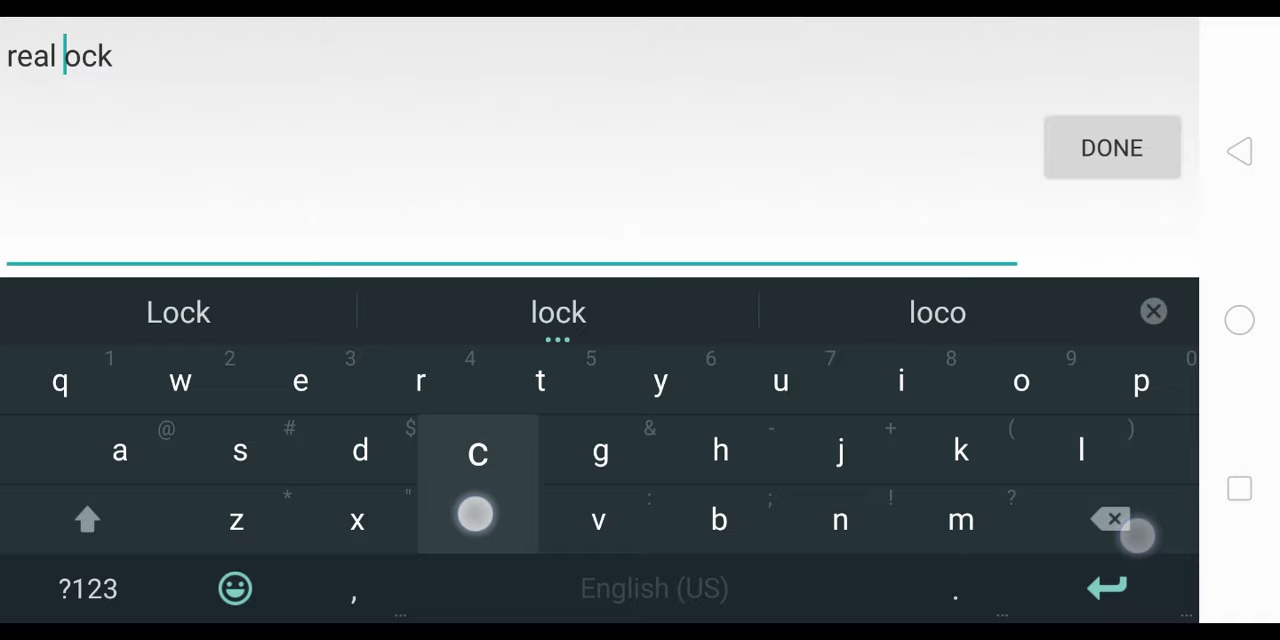 real ock
DONE
Lock lock loco
1 2 3 4 5 6 7 8 9 0
q w e r t y u i o p
@ # $ & - + ( )
a s d c g h j k l
* " : ; ! ?
z x v b n m
?123 , English (US) .